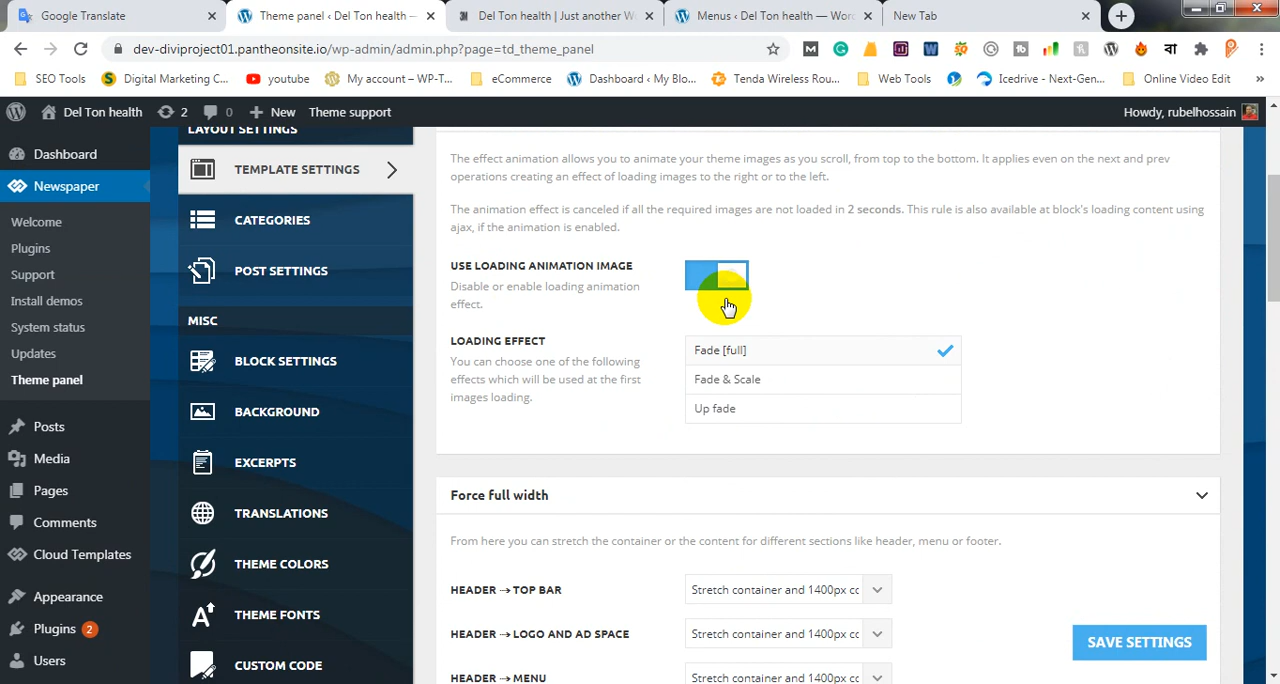 Google Translate
Theme panel ‹ Del Ton health —
Del Ton health | Just another W
Menus ‹ Del Ton health — Wor
New Tab
dev-diviproject01.pantheonsite.io/wp-admin/admin.php?page=td_theme_panel
SEO Tools
Digital Marketing C...
youtube
My account – WP-T...
eCommerce
Dashboard ‹ My Blo...
Tenda Wireless Rou...
Web Tools
Icedrive - Next-Gen...
Online Video Edit
»
Del Ton health
2
0
New
Theme support
Howdy, rubelhossain
Dashboard
Newspaper
Welcome
Plugins
Support
Install demos
System status
Updates
Theme panel
Posts
Media
Pages
Comments
Cloud Templates
Appearance
Plugins 2
Users
LAYOUT SETTINGS
TEMPLATE SETTINGS
CATEGORIES
POST SETTINGS
MISC
BLOCK SETTINGS
BACKGROUND
EXCERPTS
TRANSLATIONS
THEME COLORS
THEME FONTS
CUSTOM CODE
The effect animation allows you to animate your theme images as you scroll, from top to the bottom. It applies even on the next and prev
operations creating an effect of loading images to the right or to the left.
The animation effect is canceled if all the required images are not loaded in 2 seconds. This rule is also available at block's loading content using
ajax, if the animation is enabled.
USE LOADING ANIMATION IMAGE
Disable or enable loading animation
effect.
LOADING EFFECT
You can choose one of the following
effects which will be used at the first
images loading.
Fade [full]
Fade & Scale
Up fade
Force full width
From here you can stretch the container or the content for different sections like header, menu or footer.
HEADER ⇢ TOP BAR
Stretch container and 1400px cc
HEADER ⇢ LOGO AND AD SPACE
Stretch container and 1400px cc
HEADER ⇢ MENU
Stretch container and 1400px cc
SAVE SETTINGS